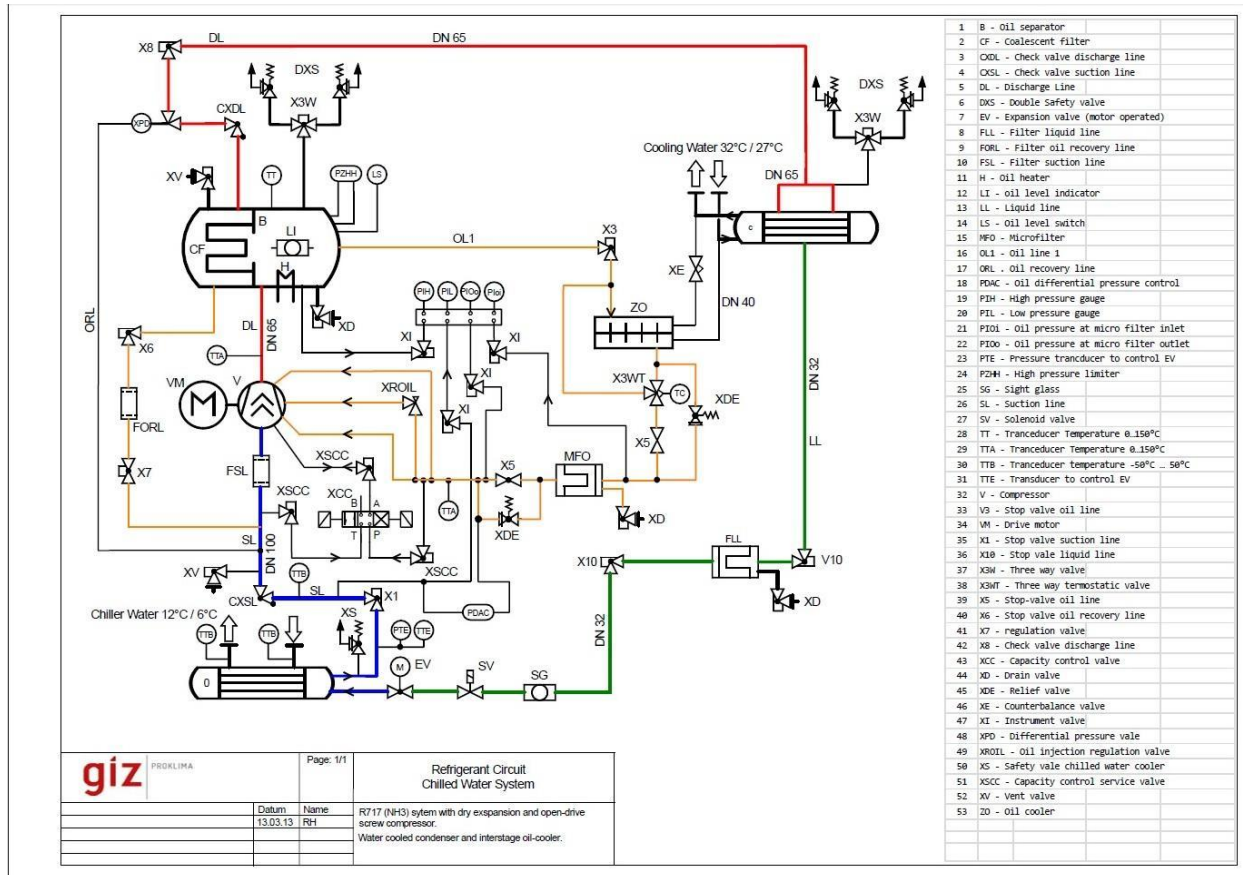 DL
DN 65
X8
DXS
DXS
X3W
X3W
CXDL
XPD
Cooling Water 32°C / 27°C
DN 65
XV
TT
PZHH
LS
B
LI
CF
H
OL1
X3
c
XE
DN 40
ZO
ORL
DL
DN 65
XD
PIH
PIL
PIOo
PIoi
XI
XI
XI
XI
X6
TTA
VM
V
M
XROIL
X3WT
TC
XDE
DN 32
LL
FORL
X5
X7
FSL
XSCC
X5
MFO
XSCC
XCC
B
A
T
P
TTA
XDE
XD
SL
DN 100
XSCC
X10
FLL
V10
XV
TTB
SL
CXSL
X1
PDAC
XD
Chiller Water 12°C / 6°C
XS
TTB
TTB
PTE
TTE
DN 32
0
M
EV
SV
SG
giz
PROKLIMA
Page: 1/1
Refrigerant Circuit
Chilled Water System
Datum
Name
13.03.13
RH
R717 (NH3) sytem with dry exspansion and open-drive
screw compressor.
Water cooled condenser and interstage oil-cooler.
1 B - Oil separator
2 CF - Coalescent filter
3 CXDL - Check valve discharge line
4 CXSL - Check valve suction line
5 DL - Discharge Line
6 DXS - Double Safety valve
7 EV - Expansion valve (motor operated)
8 FLL - Filter liquid line
9 FORL - Filter oil recovery line
10 FSL - Filter suction line
11 H - Oil heater
12 LI - oil level indicator
13 LL - Liquid line
14 LS - Oil level switch
15 MFO - Microfilter
16 OL1 - Oil line 1
17 ORL . Oil recovery line
18 PDAC - Oil differential pressure control
19 PIH - High pressure gauge
20 PIL - Low pressure gauge
21 PIOi - Oil pressure at micro filter inlet
22 PIOo - Oil pressure at micro filter outlet
23 PTE - Pressure trancducer to control EV
24 PZHH - High pressure limiter
25 SG - Sight glass
26 SL - Suction line
27 SV - Solenoid valve
28 TT - Tranceducer Temperature 0…150°C
29 TTA - Tranceducer Temperature 0…150°C
30 TTB - Tranceducer temperature -50°C … 50°C
31 TTE - Transducer to control EV
32 V - Compressor
33 V3 - Stop valve oil line
34 VM - Drive motor
35 X1 - Stop valve suction line
36 X10 - Stop vale liquid line
37 X3W - Three way valve
38 X3WT - Three way termostatic valve
39 X5 - Stop-valve oil line
40 X6 - Stop valve oil recovery line
41 X7 - regulation valve
42 X8 - Check valve discharge line
43 XCC - Capacity control valve
44 XD - Drain valve
45 XDE - Relief valve
46 XE - Counterbalance valve
47 XI - Instrument valve
48 XPD - Differential pressure vale
49 XROIL - Oil injection regulation valve
50 XS - Safety vale chilled water cooler
51 XSCC - Capacity control service valve
52 XV - Vent valve
53 ZO - Oil cooler